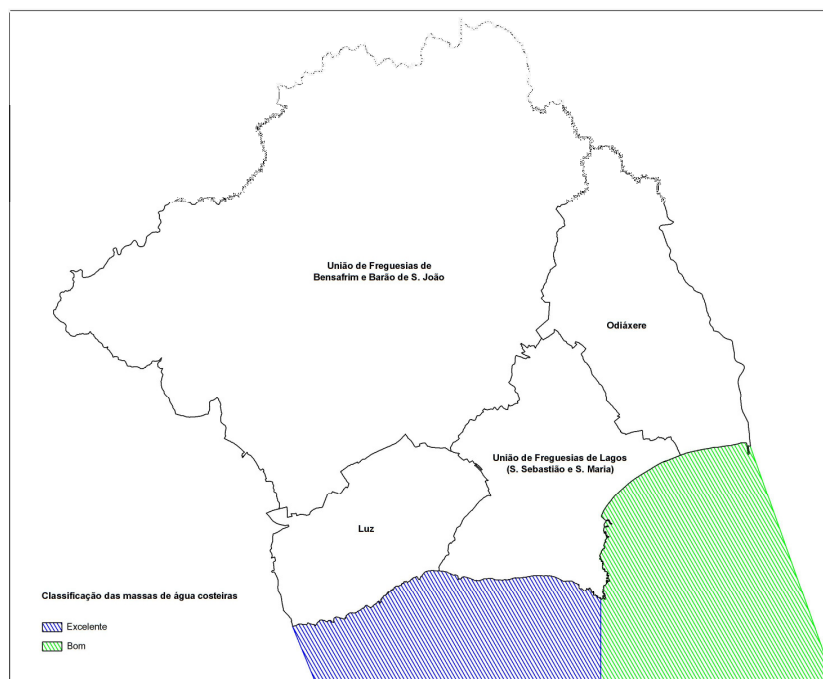 União de Freguesias de
Bensafrim e Barão de S. João
Odiáxere
União de Freguesias de Lagos
(S. Sebastião e S. Maria)
Luz
Classificação das massas de água costeiras
Excelente
Bom